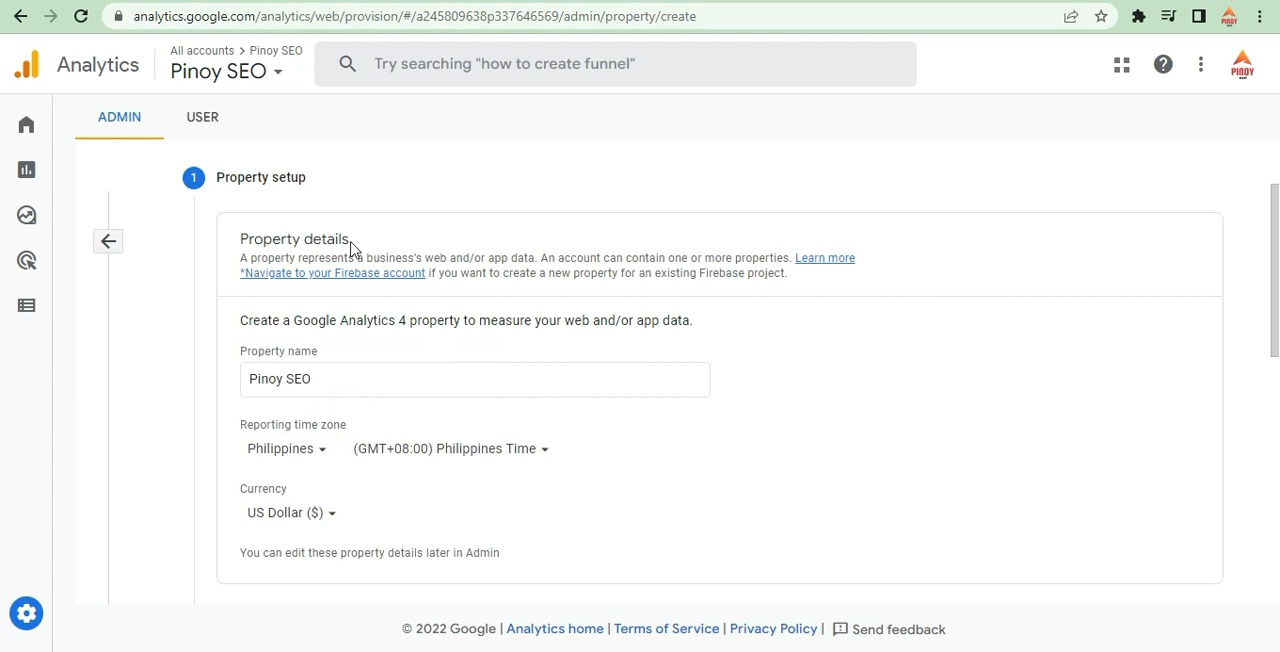 analytics.google.com/analytics/web/provision/#/a245809638p337646569/admin/property/create
Analytics
All accounts > Pinoy SEO
Pinoy SEO
Try searching "how to create funnel"
PINOY
ADMIN
USER
1 Property setup
Property details
A property represents a business's web and/or app data. An account can contain one or more properties. Learn more
*Navigate to your Firebase account if you want to create a new property for an existing Firebase project.
Create a Google Analytics 4 property to measure your web and/or app data.
Property name
Pinoy SEO
Reporting time zone
Philippines (GMT+08:00) Philippines Time
Currency
US Dollar ($)
You can edit these property details later in Admin
© 2022 Google | Analytics home | Terms of Service | Privacy Policy | Send feedback